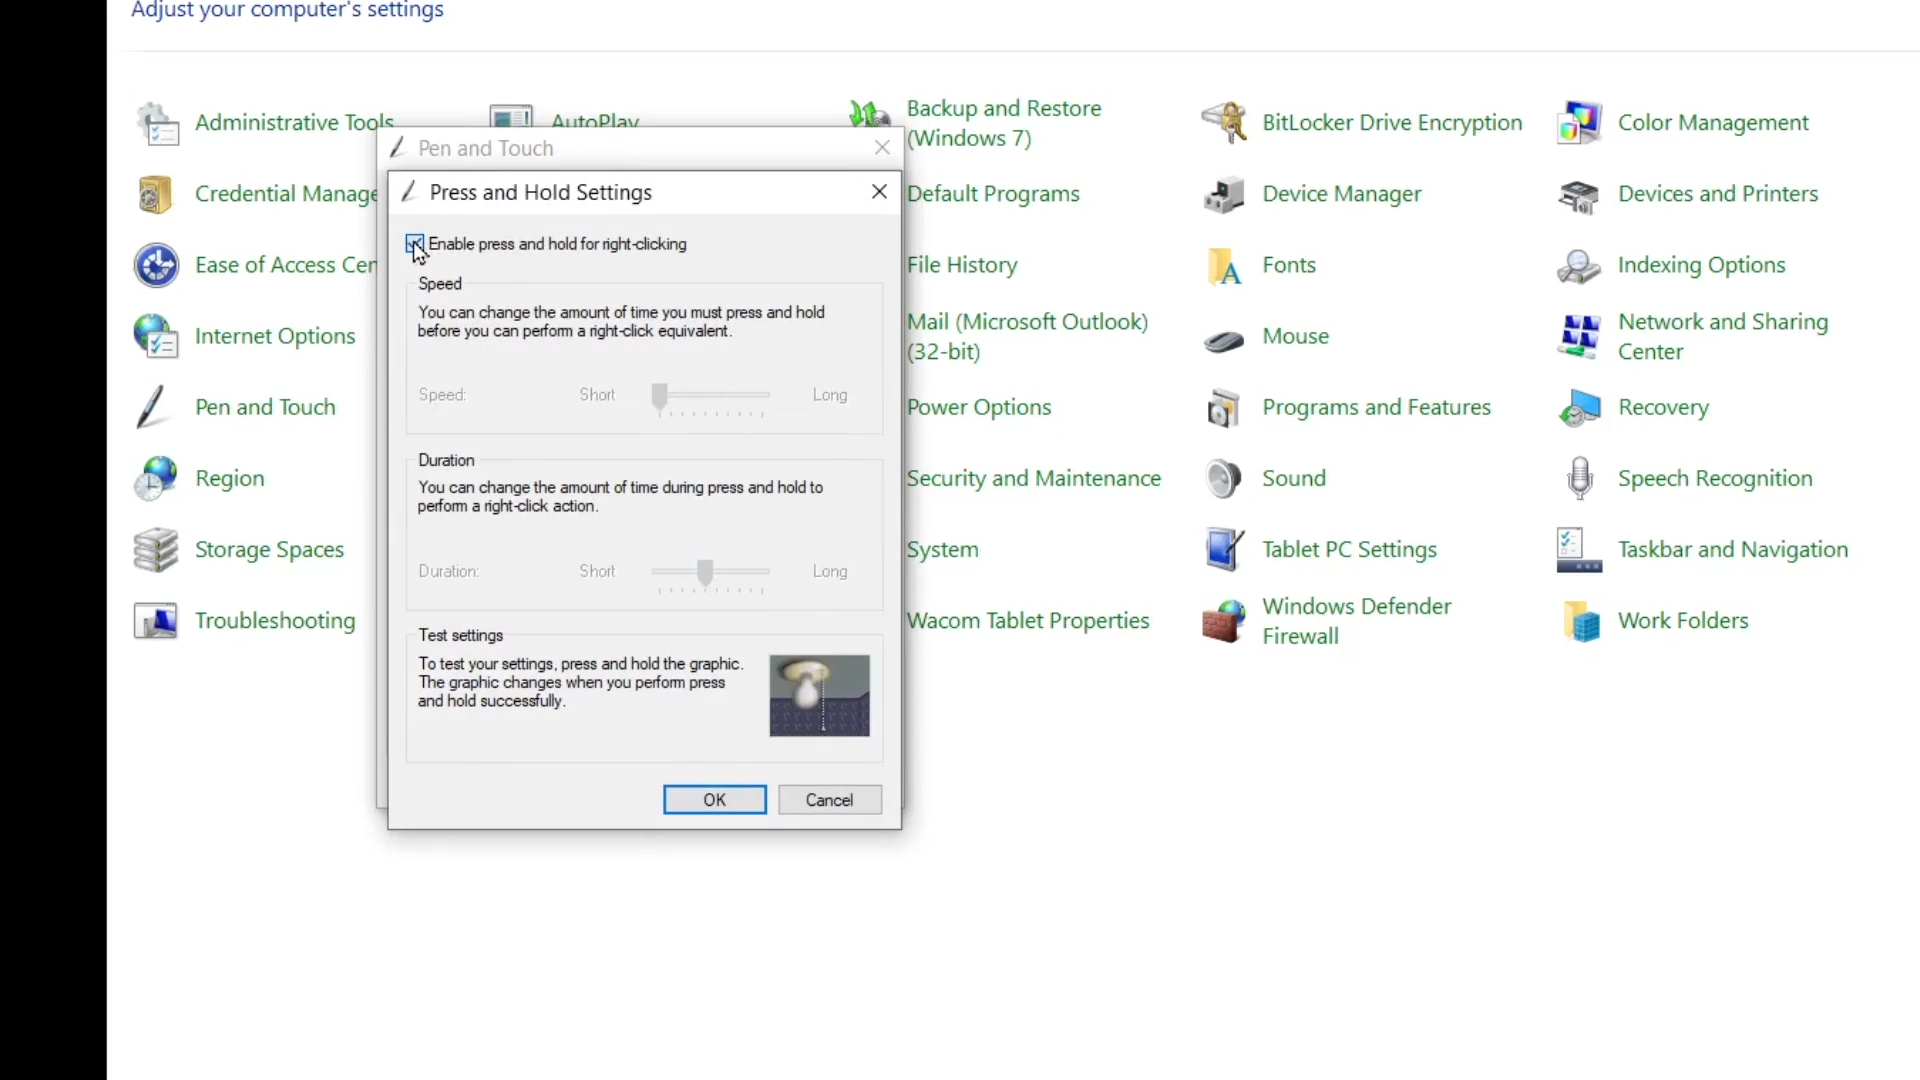 Adjust your computer's settings
Administrative Tools
AutoPlay
Backup and Restore
(Windows 7)
BitLocker Drive Encryption
Color Management
Pen and Touch
Credential Manage
Press and Hold Settings
Default Programs
Device Manager
Devices and Printers
Enable press and hold for right-clicking
Ease of Access Cen
File History
Fonts
Indexing Options
Speed
You can change the amount of time you must press and hold
before you can perform a right-click equivalent.
Internet Options
Mail (Microsoft Outlook)
(32-bit)
Mouse
Network and Sharing
Center
Speed:
Short
Long
Pen and Touch
Power Options
Programs and Features
Recovery
Duration
You can change the amount of time during press and hold to
perform a right-click action.
Region
Security and Maintenance
Sound
Speech Recognition
Duration:
Short
Long
Storage Spaces
System
Tablet PC Settings
Taskbar and Navigation
Troubleshooting
Wacom Tablet Properties
Windows Defender
Firewall
Work Folders
Test settings
To test your settings, press and hold the graphic.
The graphic changes when you perform press
and hold successfully.
OK
Cancel